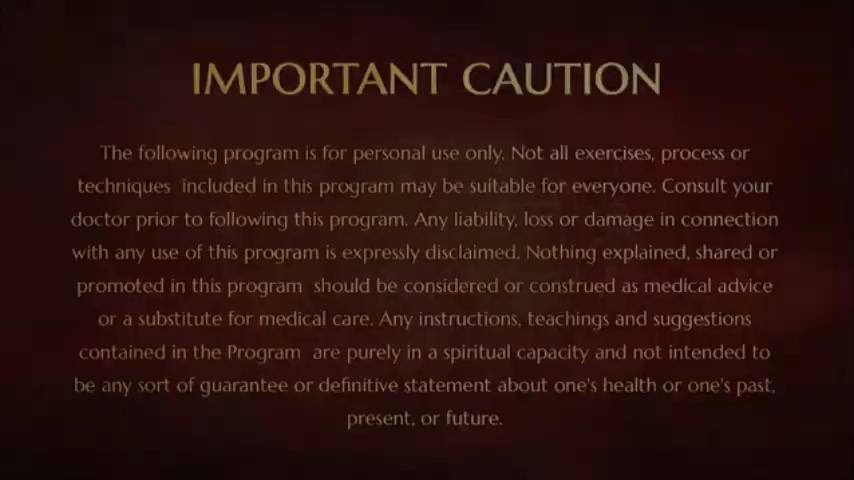 IMPORTANT CAUTION
The following program is for personal use only. Not all exercises, process or
techniques included in this program may be suitable for everyone. Consult your
doctor prior to following this program. Any liability, loss or damage in connection
with any use of this program is expressly disclaimed. Nothing explained, shared or
promoted in this program should be considered or construed as medical advice
or a substitute for medical care. Any instructions, teachings and suggestions
contained in the Program are purely in a spiritual capacity and not intended to
be any sort of guarantee or definitive statement about one's health or one's past,
present, or future.